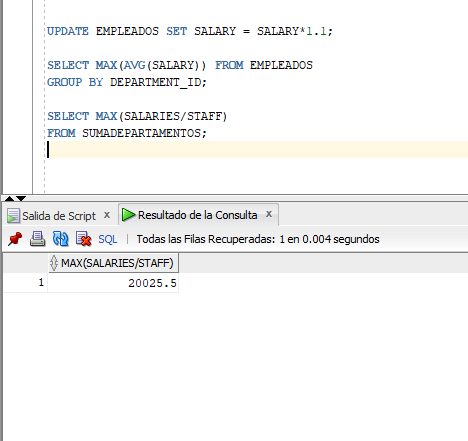 UPDATE EMPLEADOS SET SALARY = SALARY*1.1;
SELECT MAX(AVG(SALARY)) FROM EMPLEADOS
GROUP BY DEPARTMENT_ID;
SELECT MAX(SALARIES/STAFF)
FROM SUMADEPARTAMENTOS;
Salida de Script x Resultado de la Consulta x
SQL | Todas las Filas Recuperadas: 1 en 0.004 segundos
MAX(SALARIES/STAFF)
1 20025.5